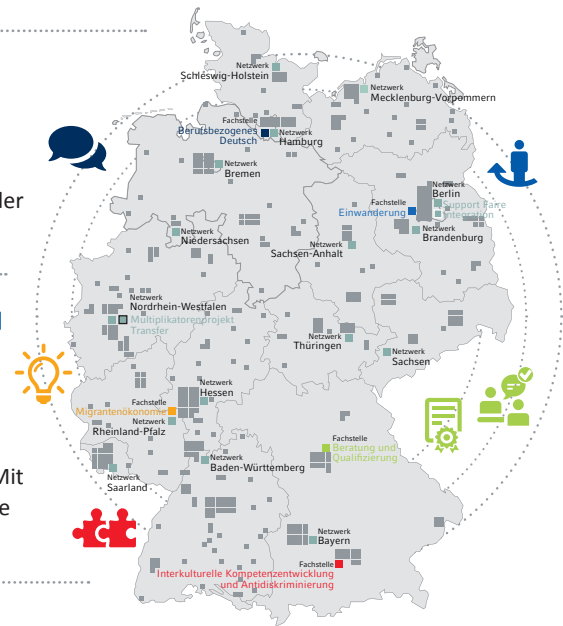 Netzwerk
Schleswig-Holstein
Netzwerk
Mecklenburg-Vorpommern
Fachstelle
Berufsbezogenes
Deutsch
Netzwerk
Hamburg
Netzwerk
Bremen
der
Netzwerk
Berlin
Support Faire
Integration
Fachstelle
Einwanderung
Netzwerk
Brandenburg
Netzwerk
Niedersachsen
Netzwerk
Sachsen-Anhalt
Netzwerk
Nordrhein-Westfalen
Multiplikatorenprojekt
Transfer
Netzwerk
Thüringen
Netzwerk
Sachsen
Netzwerk
Hessen
Fachstelle
Migrantenökonomie
Netzwerk
Rheinland-Pfalz
Fachstelle
Beratung und
Qualifizierung
Netzwerk
Baden-Württemberg
Netzwerk
Saarland
Mit
e
Netzwerk
Bayern
Fachstelle
Interkulturelle Kompetenzentwicklung
und Antidiskriminierung